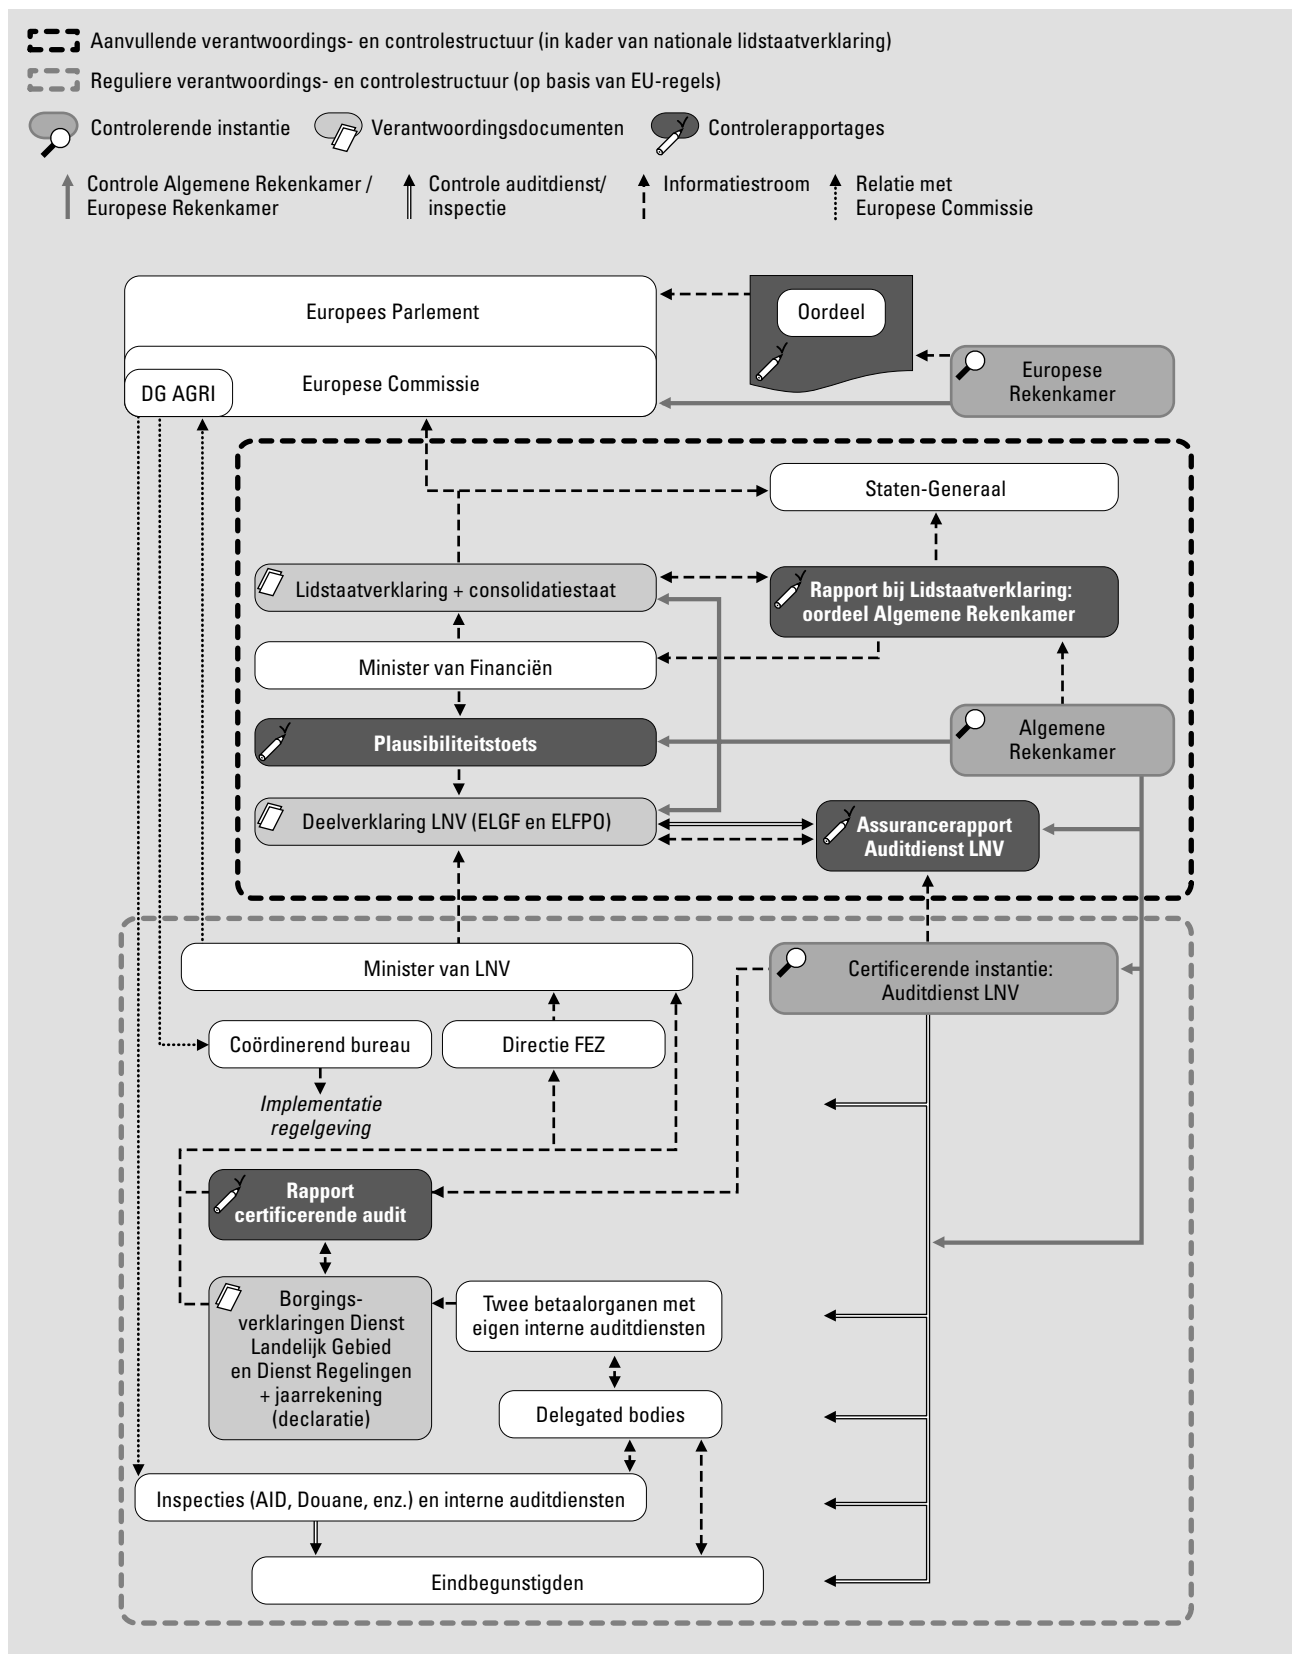 Aanvullende verantwoordings- en controlestructuur (in kader van nationale lidstaatverklaring)
Reguliere verantwoordings- en controlestructuur (op basis van EU-regels)
Controlerende instantie
Verantwoordingsdocumenten
Controlerapportages
Controle Algemene Rekenkamer /
Europese Rekenkamer
Controle auditdienst/
inspectie
Informatiestroom
Relatie met
Europese Commissie
Europees Parlement
Oordeel
Europese Commissie
DG AGRI
Europese
Rekenkamer
Staten-Generaal
Lidstaatverklaring + consolidatiestaat
Rapport bij Lidstaatverklaring:
oordeel Algemene Rekenkamer
Minister van Financiën
Plausibiliteitstoets
Algemene
Rekenkamer
Deelverklaring LNV (ELGF en ELFPO)
Assurancerapport
Auditdienst LNV
Minister van LNV
Certificerende instantie:
Auditdienst LNV
Coördinerend bureau
Directie FEZ
Implementatie
regelgeving
Rapport
certificerende audit
Borgings-
verklaringen Dienst
Landelijk Gebied
en Dienst Regelingen
+ jaarrekening
(declaratie)
Twee betaalorganen met
eigen interne auditdiensten
Delegated bodies
Inspecties (AID, Douane, enz.) en interne auditdiensten
Eindbegunstigden